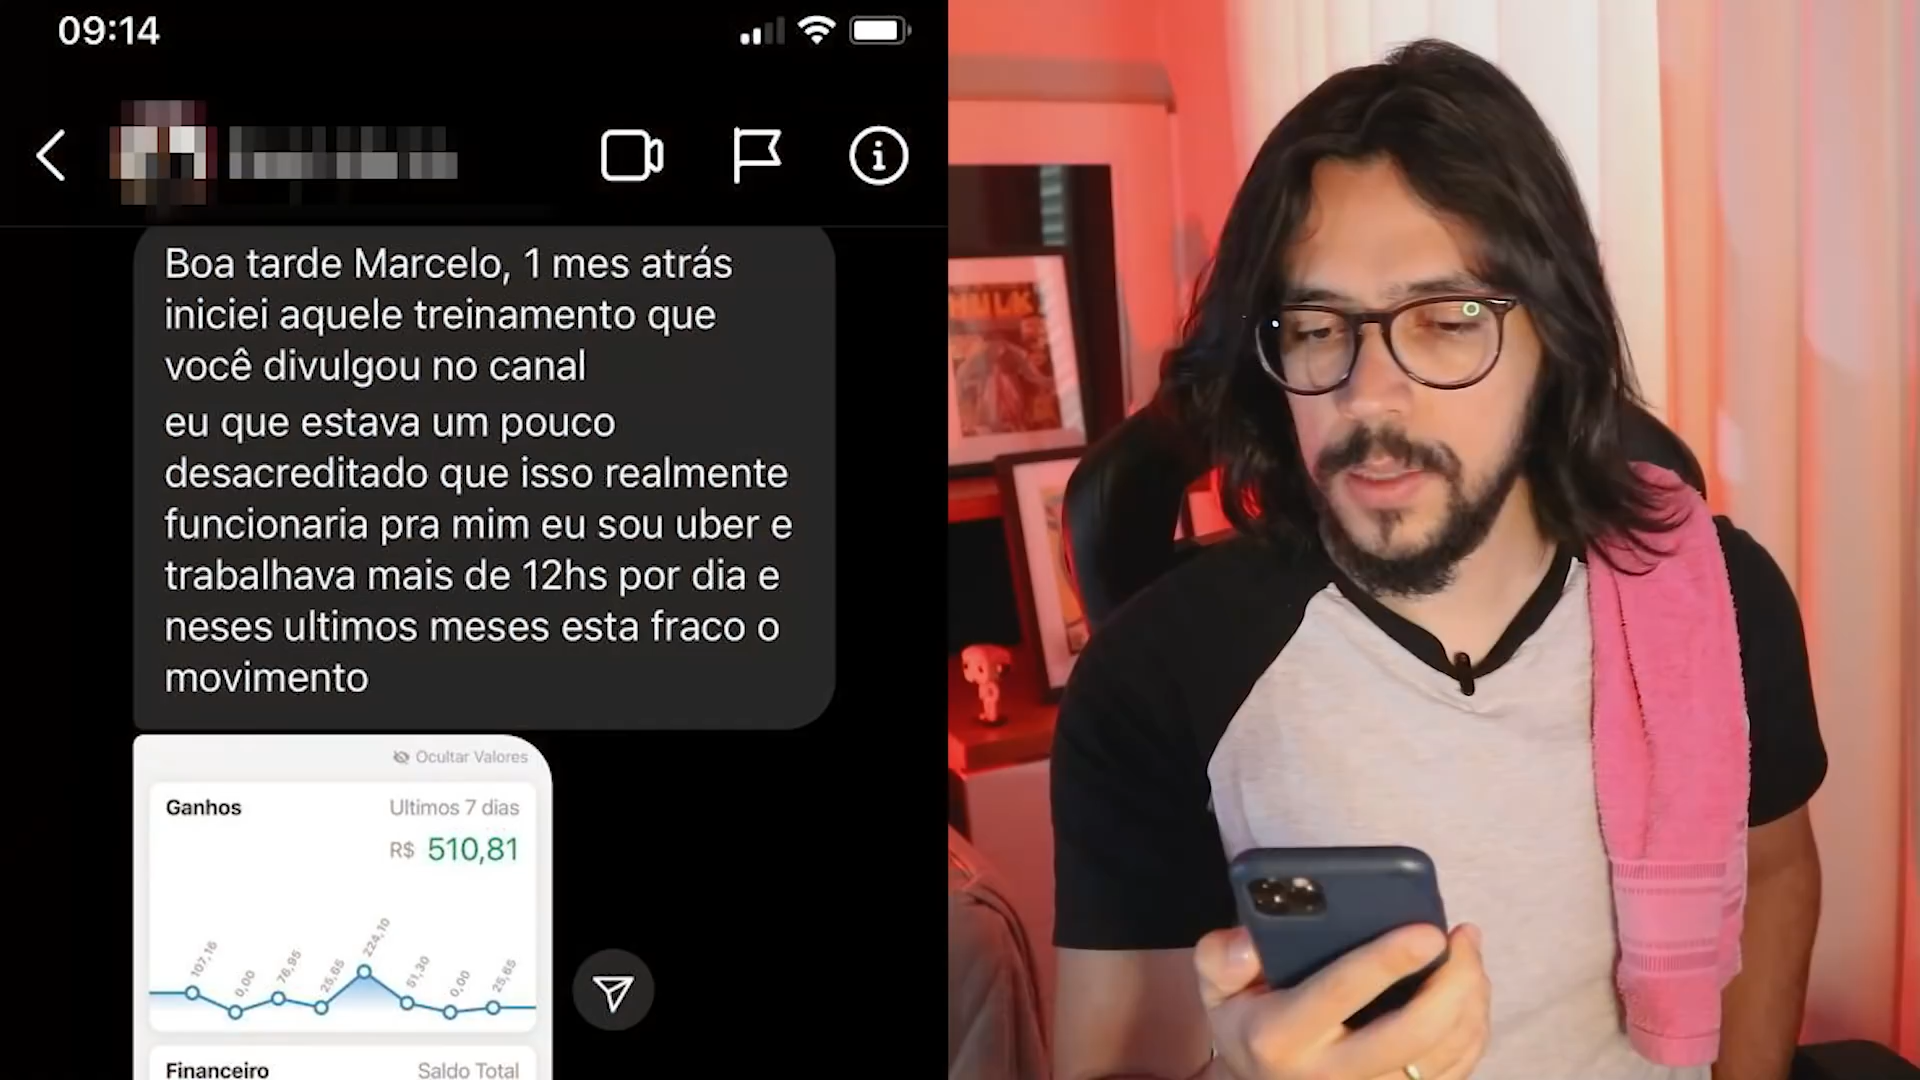 09:14
Boa tarde Marcelo, 1 mes atrás
iniciei aquele treinamento que
você divulgou no canal
eu que estava um pouco
desacreditado que isso realmente
funcionaria pra mim eu sou uber e
trabalhava mais de 12hs por dia e
neses ultimos meses esta fraco o
movimento
Ocultar Valores
Ganhos Ultimos 7 dias
R$ 510,81
107,16 0,00 76,95 25,65 224,10 51,30 0,00 25,65
Financeiro Saldo Total